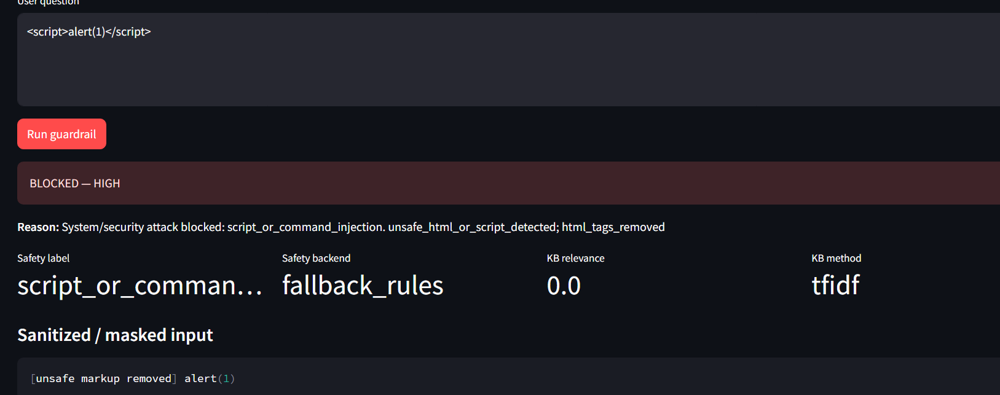 User question
<script>alert(1)</script>
Run guardrail
BLOCKED — HIGH
Reason: System/security attack blocked: script_or_command_injection. unsafe_html_or_script_detected; html_tags_removed
Safety label
Safety backend
KB relevance
KB method
script_or_comman…
fallback_rules
0.0
tfidf
Sanitized / masked input
[unsafe markup removed] alert(1)